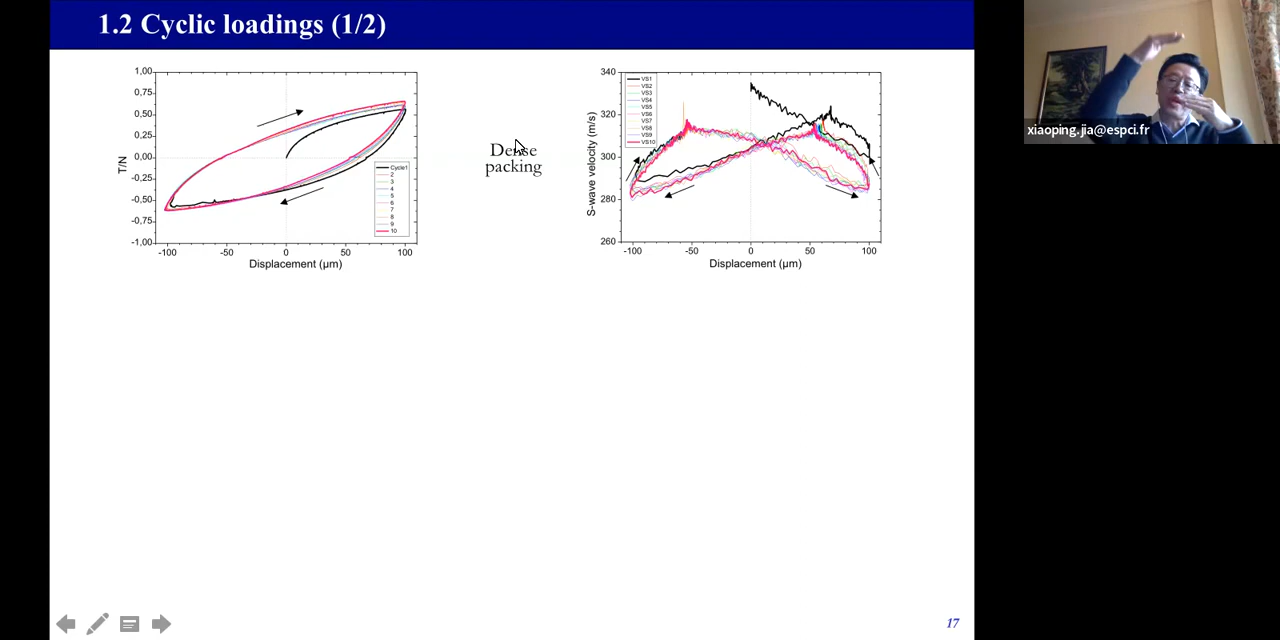 1.2 Cyclic loadings (1/2)
1,00
0,75
0,50
0,25
0,00
-0,25
-0,50
-0,75
-1,00
T/N
-100
-50
0
50
100
Displacement (µm)
Cycle1
2
3
4
5
6
7
8
9
10
Dense
packing
340
320
300
280
260
S-wave velocity (m/s)
-100
-50
0
50
100
Displacement (µm)
VS1
VS2
VS3
VS4
VS5
VS6
VS7
VS8
VS9
VS10
xiaoping.jia@espci.fr
17